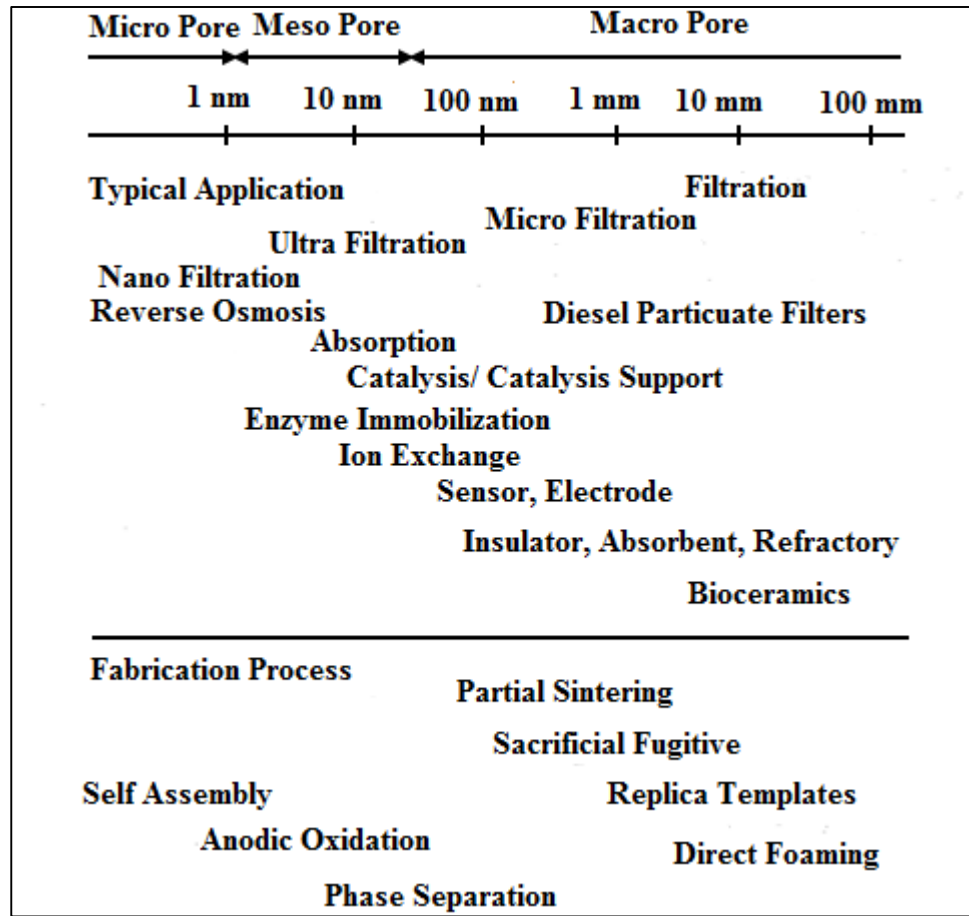 Micro Pore Meso Pore Macro Pore
1 nm 10 nm 100 nm 1 mm 10 mm 100 mm
Typical Application Filtration
Micro Filtration
Ultra Filtration
Nano Filtration
Reverse Osmosis Diesel Particuate Filters
Absorption
Catalysis/ Catalysis Support
Enzyme Immobilization
Ion Exchange
Sensor, Electrode
Insulator, Absorbent, Refractory
Bioceramics
Fabrication Process
Partial Sintering
Sacrificial Fugitive
Self Assembly Replica Templates
Anodic Oxidation
Direct Foaming
Phase Separation